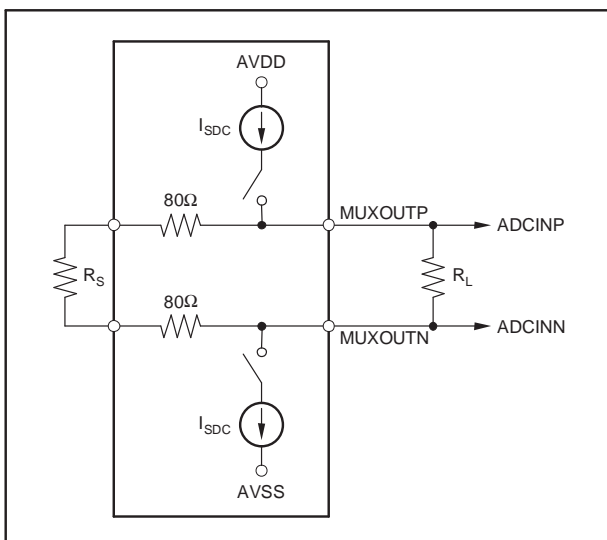 AVDD
I_SDC
80Ω
MUXOUTP
ADCINP
R_S
R_L
80Ω
MUXOUTN
ADCINN
I_SDC
AVSS